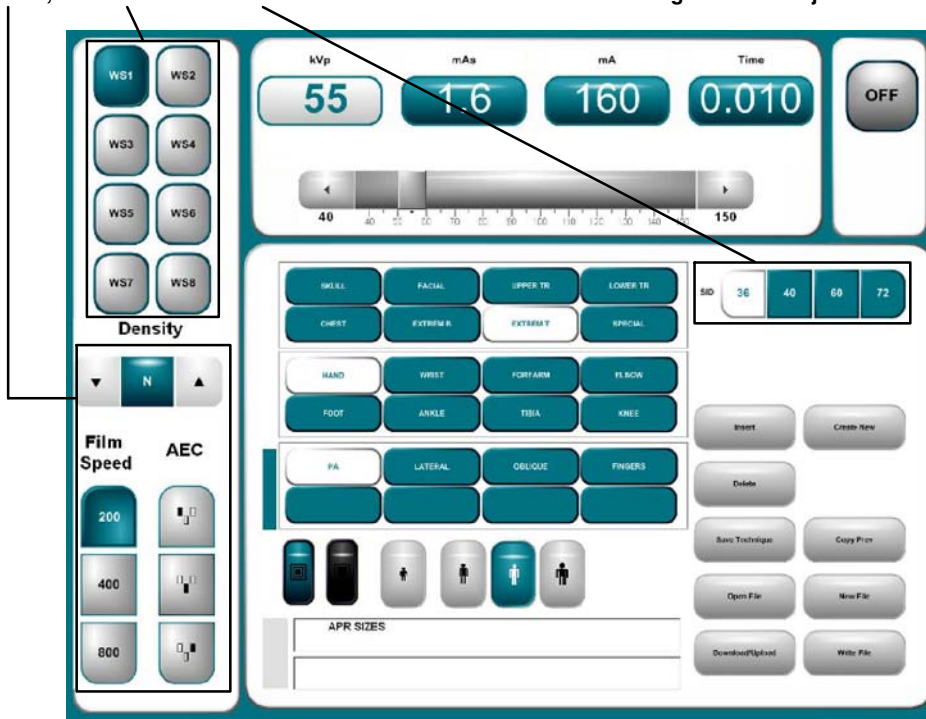 WS1 WS2
WS3 WS4
WS5 WS6
WS7 WS8
Density
N
Film Speed
AEC
200
400
800
kVp mAs mA Time
55 1.6 160 0.010
OFF
40 150
SKULL FACIAL UPPER TR LOWER TR
CHEST EXTREM B EXTREM T SPECIAL
HAND WRIST FOREARM ELBOW
FOOT ANKLE TIBIA KNEE
PA LATERAL OBLIQUE FINGERS
APR SIZES
SID 36 40 60 72
Insert Create New
Delete
Save Technique Copy Prev
Open File New File
Download/Upload Write File